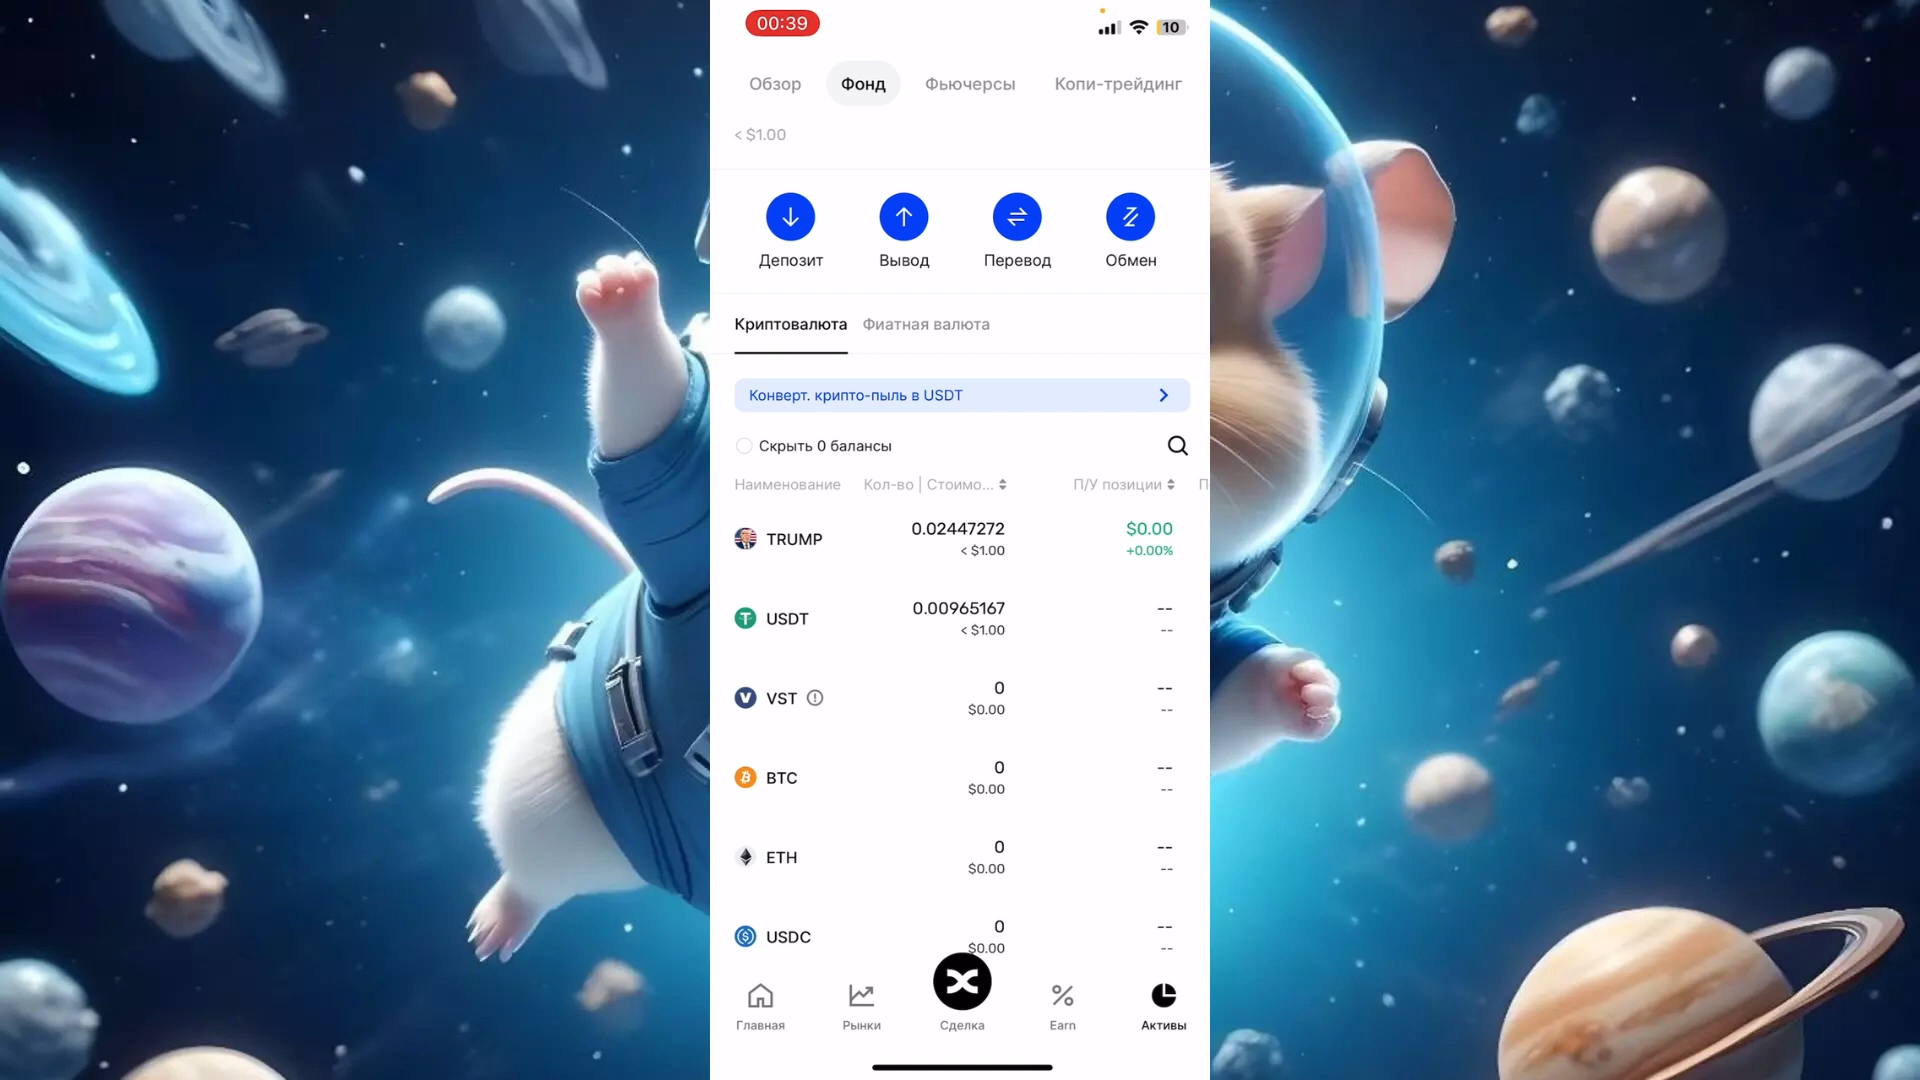 00:39
10
Обзор Фонд Фьючерсы Копи-трейдинг
< $1.00
Депозит Вывод Перевод Обмен
Криптовалюта Фиатная валюта
Конверт. крипто-пыль в USDT
Скрыть 0 балансы
Наименование Кол-во | Стоимо... П/У позиции П
TRUMP 0.02447272 $0.00
< $1.00 +0.00%
USDT 0.00965167 --
< $1.00 --
VST 0 --
$0.00 --
BTC 0 --
$0.00 --
ETH 0 --
$0.00 --
USDC 0 --
$0.00 --
Главная Рынки Сделка Earn Активы